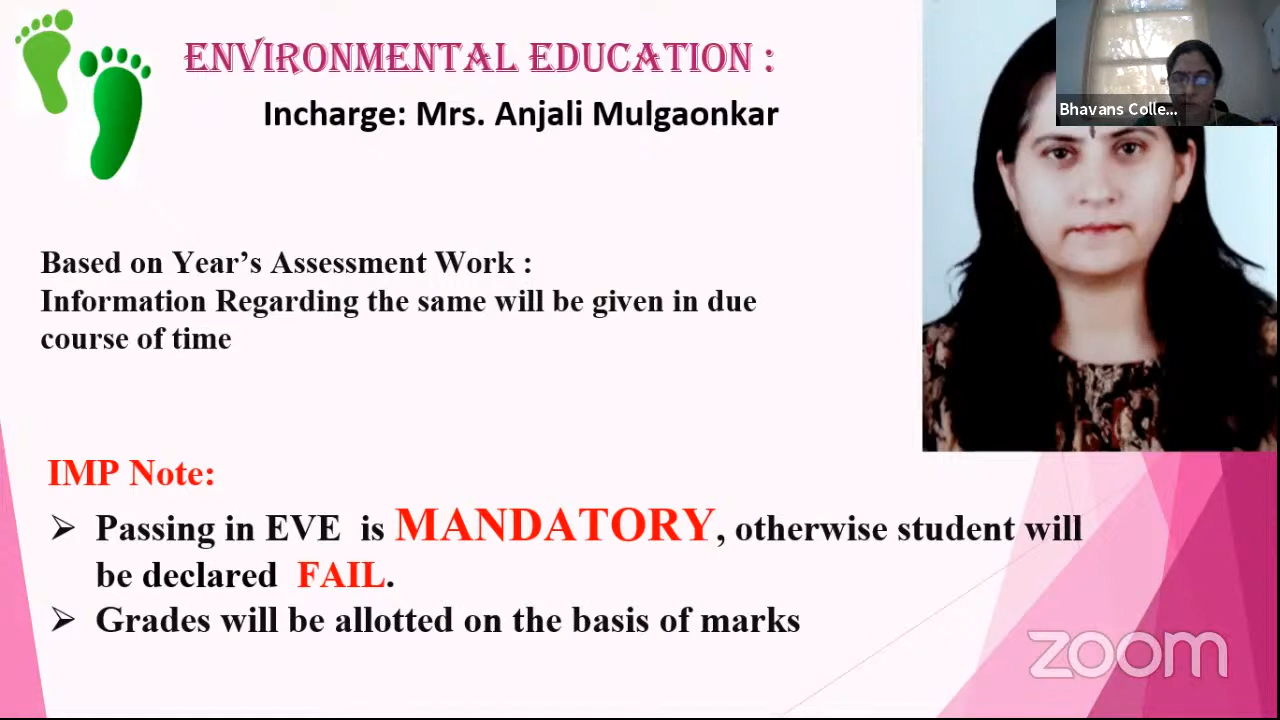 ENVIRONMENTAL EDUCATION :
Incharge: Mrs. Anjali Mulgaonkar
Bhavans Colle...
Based on Year’s Assessment Work :
Information Regarding the same will be given in due
course of time
IMP Note:
➢ Passing in EVE is MANDATORY, otherwise student will
be declared FAIL.
➢ Grades will be allotted on the basis of marks
zoom